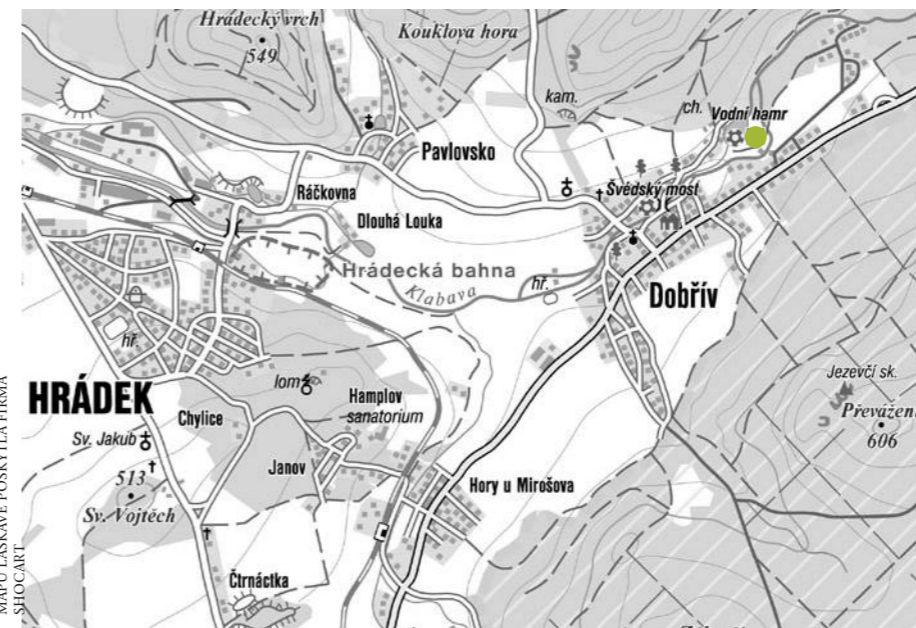 Hrádecký vrch
549
Kouklova hora
kam.
ch.
Vodní hamr
Pavlovsko
Ráčkovna
Švédský most
Dlouhá Louka
Hrádecká bahna
Klabava
hř.
Dobřív
hř.
HRÁDEK
lom
Hamplov
sanatorium
Jezevčí sk.
Převážení
606
Chylice
Sv. Jakub
513
Sv. Vojtěch
Janov
Hory u Mirošova
Čtrnáctka
MAPU LASKAVĚ POSKYTLA FIRMA
SHOCART